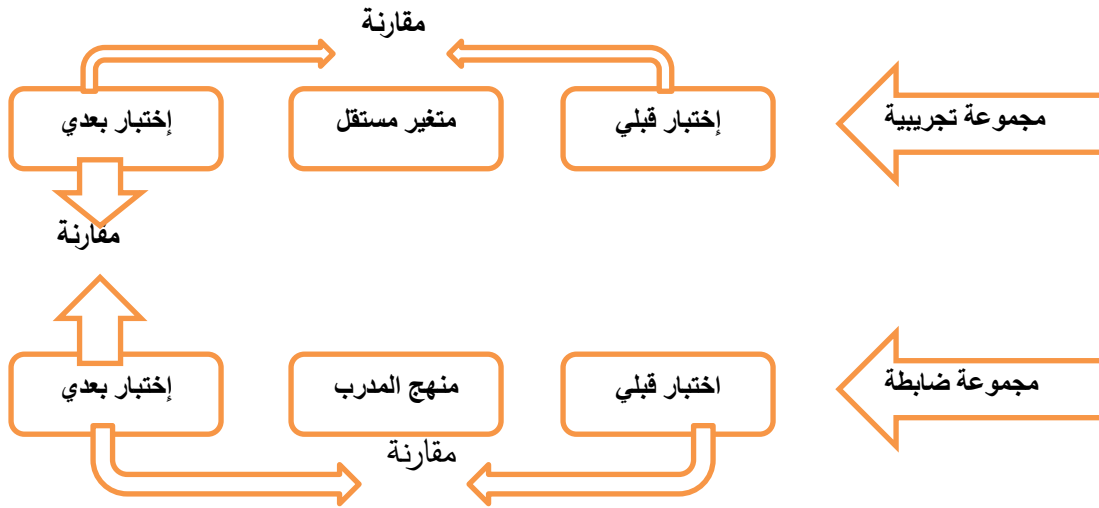 مقارنة
مجموعة تجريبية
إختبار قبلي
متغير مستقل
إختبار بعدي
مقارنة
مجموعة ضابطة
اختبار قبلي
منهج المدرب
إختبار بعدي
مقارنة